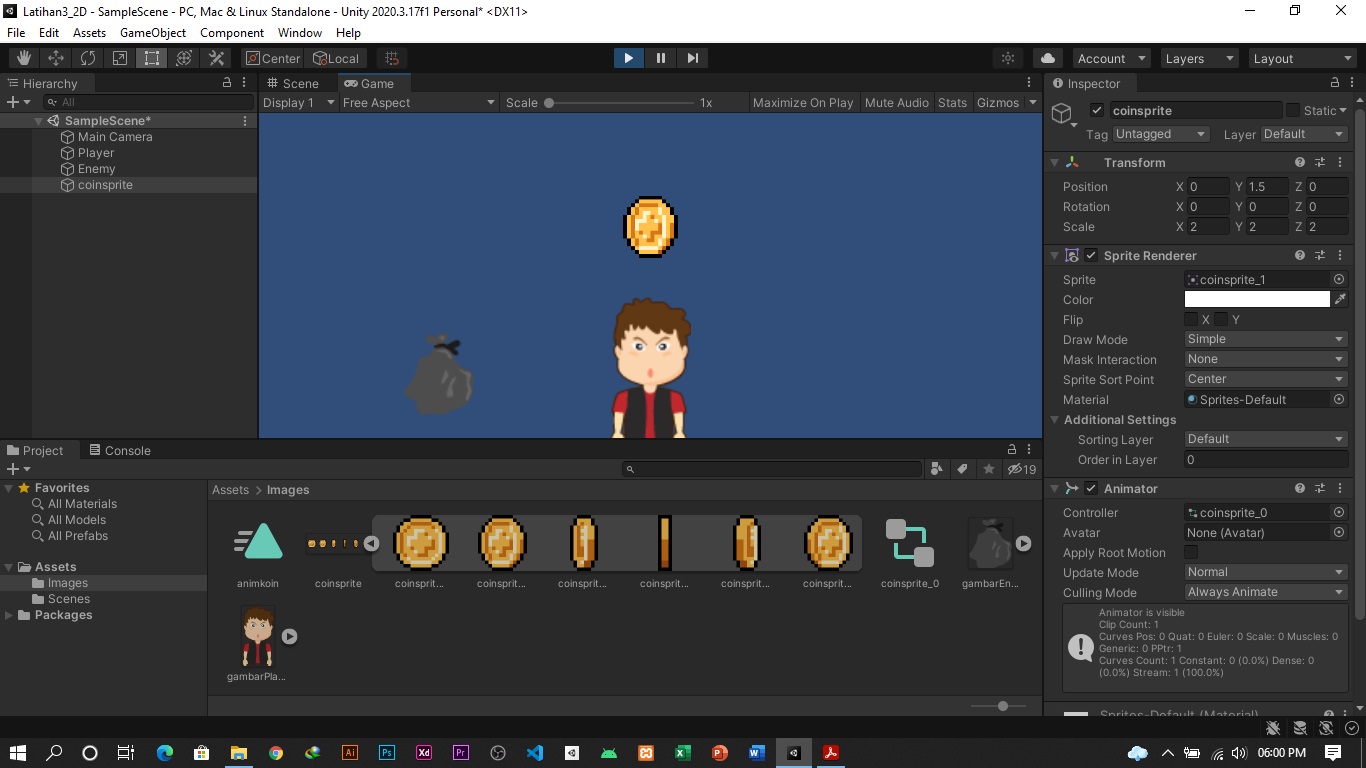 Latihan3_2D - SampleScene - PC, Mac & Linux Standalone - Unity 2020.3.17f1 Personal* <DX11>
File Edit Assets GameObject Component Window Help
Center Local Account Layers Layout
Hierarchy
All
SampleScene*
Main Camera
Player
Enemy
coinsprite
Scene Game
Display 1 Free Aspect Scale 1x Maximize On Play Mute Audio Stats Gizmos
Inspector
coinsprite Static
Tag Untagged Layer Default
Transform
Position X 0 Y 1.5 Z 0
Rotation X 0 Y 0 Z 0
Scale X 2 Y 2 Z 2
Sprite Renderer
Sprite coinsprite_1
Color
Flip X Y
Draw Mode Simple
Mask Interaction None
Sprite Sort Point Center
Material Sprites-Default
Additional Settings
Sorting Layer Default
Order in Layer 0
Animator
Controller coinsprite_0
Avatar None (Avatar)
Apply Root Motion
Update Mode Normal
Culling Mode Always Animate
Animator is visible
Clip Count: 1
Curves Pos: 0 Quat: 0 Euler: 0 Scale: 0 Muscles: 0
Generic: 0 PPtr: 1
Curves Count: 1 Constant: 0 (0.0%) Dense: 0
(0.0%) Stream: 1 (100.0%)
Sprites-Default (Material)
Project Console
19
Favorites
All Materials
All Models
All Prefabs
Assets
Images
Scenes
Packages
Assets > Images
animkoin coinsprite coinsprit... coinsprit... coinsprit... coinsprit... coinsprit... coinsprit... coinsprite_0 gambarEn...
gambarPla...
Ai Ps Xd Pr
06:00 PM